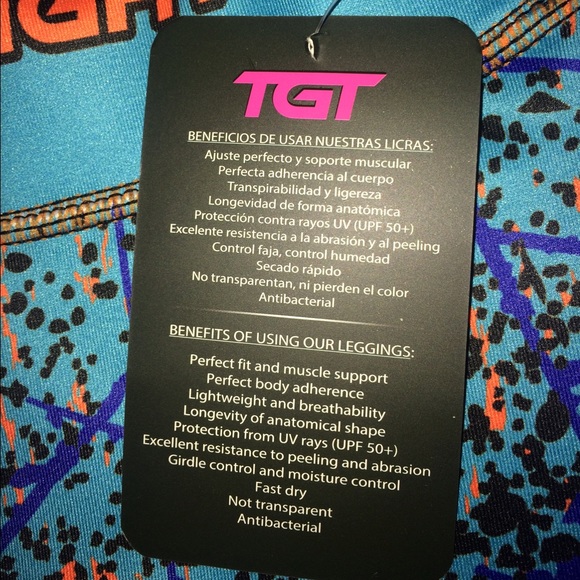 TGT
BENEFICIOS DE USAR NUESTRAS LICRAS:
Ajuste perfecto y soporte muscular
Perfecta adherencia al cuerpo
Transpirabilidad y ligereza
Longevidad de forma anatómica
Protección contra rayos UV (UPF 50+)
Excelente resistencia a la abrasión y al peeling
Control faja, control humedad
Secado rápido
No transparentan, ni pierden el color
Antibacterial
BENEFITS OF USING OUR LEGGINGS:
Perfect fit and muscle support
Perfect body adherence
Lightweight and breathability
Longevity of anatomical shape
Protection from UV rays (UPF 50+)
Excellent resistance to peeling and abrasion
Girdle control and moisture control
Fast dry
Not transparent
Antibacterial